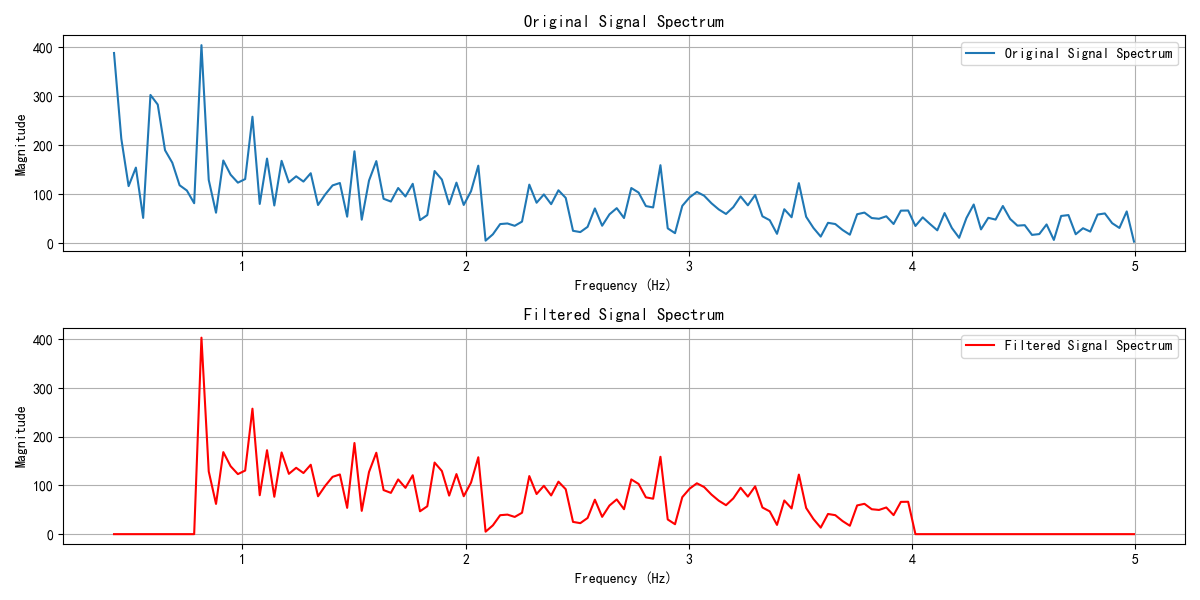 Original Signal Spectrum
Original Signal Spectrum
Magnitude
400
300
200
100
0
1 2 3 4 5
Frequency (Hz)
Filtered Signal Spectrum
Filtered Signal Spectrum
Magnitude
400
300
200
100
0
1 2 3 4 5
Frequency (Hz)